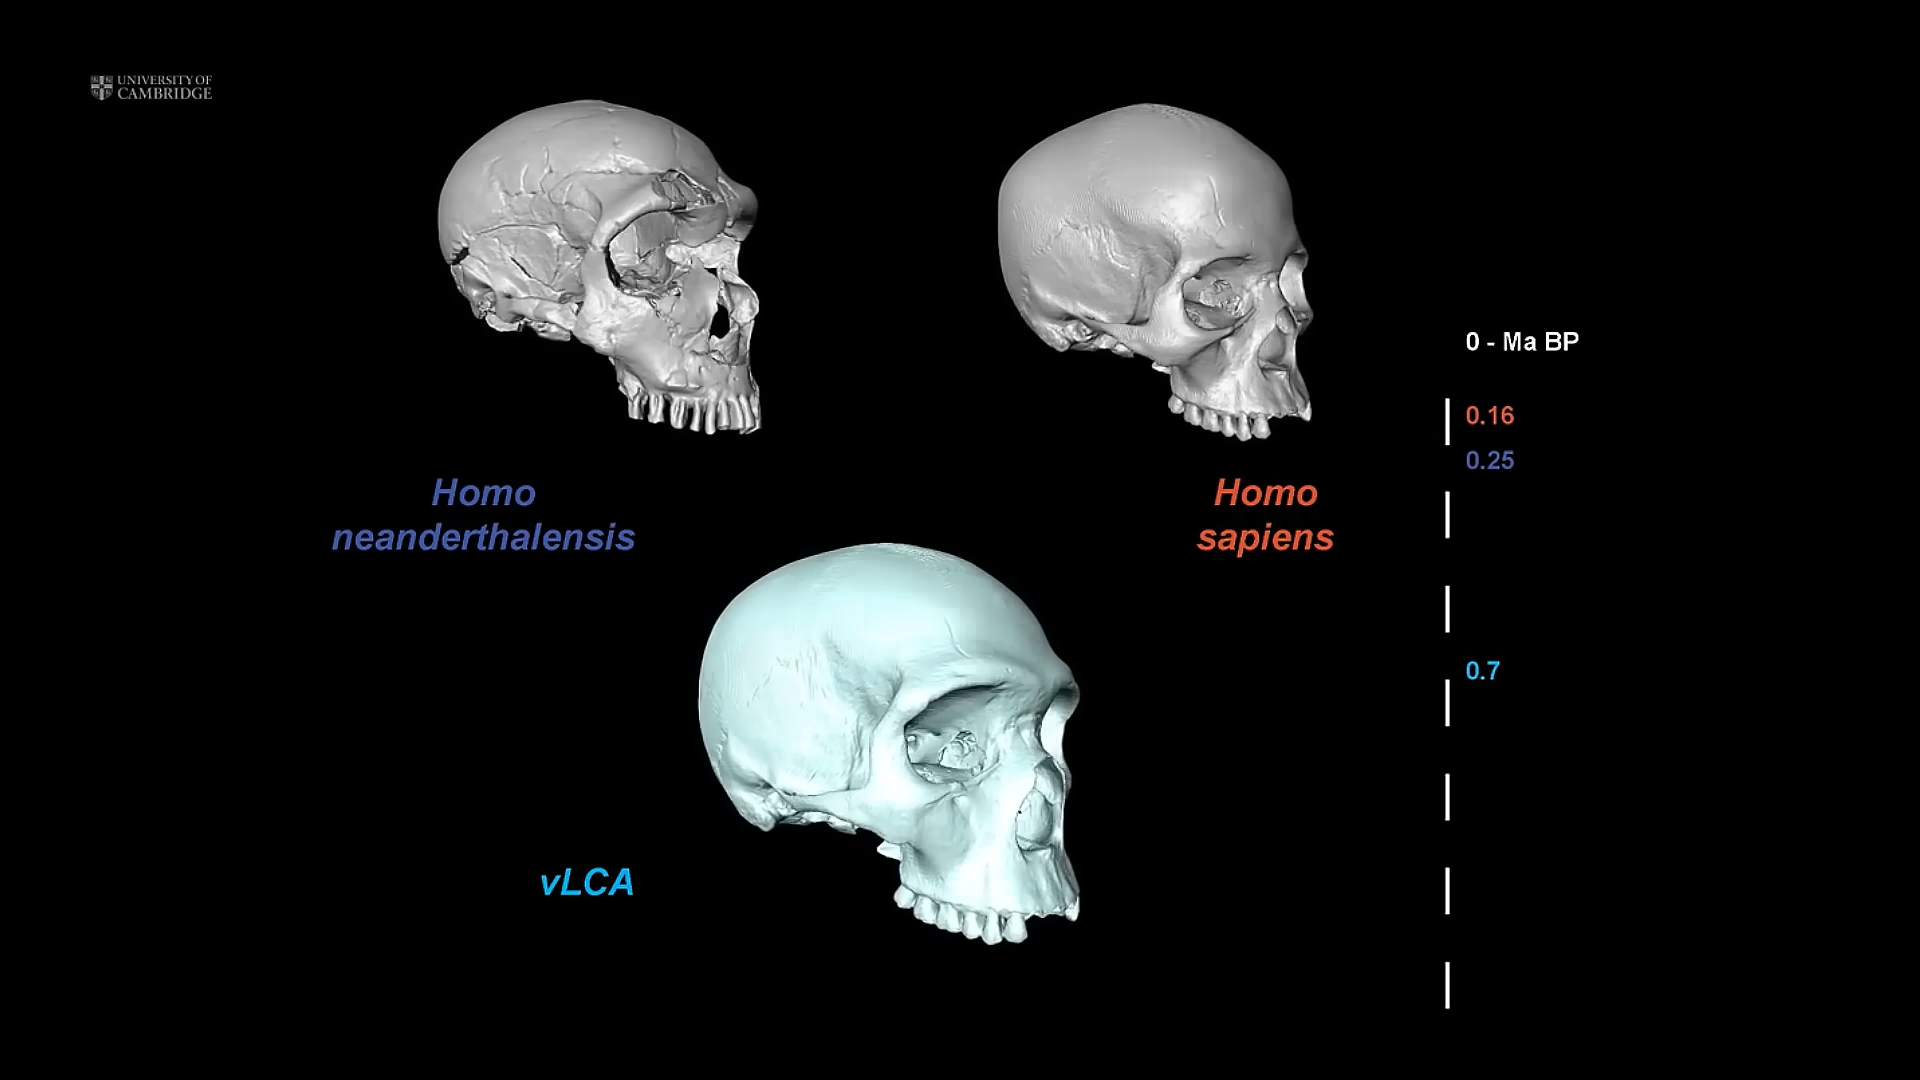 UNIVERSITY OF
CAMBRIDGE
0 - Ma BP
0.16
0.25
Homo
neanderthalensis
Homo
sapiens
0.7
vLCA